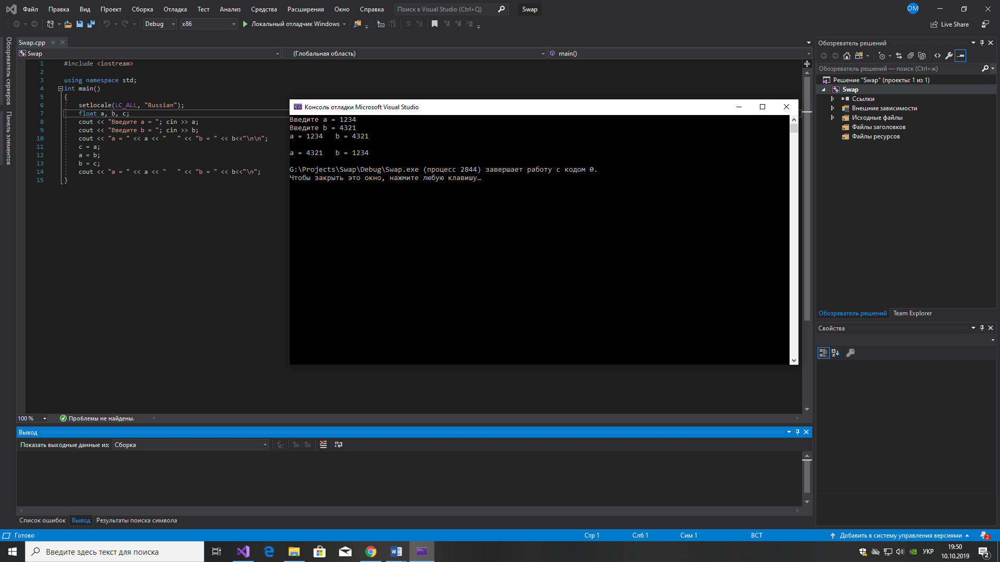 Файл Правка Вид Проект Сборка Отладка Тест Анализ Средства Расширения Окно Справка Поиск в Visual Studio (Ctrl+Q) Swap OM
Debug x86 Локальный отладчик Windows Live Share
Обозреватель серверов
Панель элементов
Swap.cpp
Swap (Глобальная область) main()
1 #include <iostream>
2
3 using namespace std;
4 int main()
5 {
6 setlocale(LC_ALL, "Russian");
7 float a, b, c;
8 cout << "Введите a = "; cin >> a;
9 cout << "Введите b = "; cin >> b;
10 cout << "a = " << a << "   " << "b = " << b<<"\n\n";
11 c = a;
12 a = b;
13 b = c;
14 cout << "a = " << a << "   " << "b = " << b<<"\n";
15 }
Консоль отладки Microsoft Visual Studio
Введите a = 1234
Введите b = 4321
a = 1234   b = 4321
a = 4321   b = 1234
G:\Projects\Swap\Debug\Swap.exe (процесс 2844) завершает работу с кодом 0.
Чтобы закрыть это окно, нажмите любую клавишу…
Обозреватель решений
Обозреватель решений — поиск (Ctrl+ж)
Решение "Swap" (проекты: 1 из 1)
Swap
Ссылки
Внешние зависимости
Исходные файлы
Файлы заголовков
Файлы ресурсов
Обозреватель решений Team Explorer
Свойства
100 % Проблемы не найдены.
Вывод
Показать выходные данные из: Сборка
Список ошибок Вывод Результаты поиска символа
Готово Стр 1 Слб 1 Сим 1 ВСТ Добавить в систему управления версиями 2
Введите здесь текст для поиска УКР 19:50
10.10.2019 2